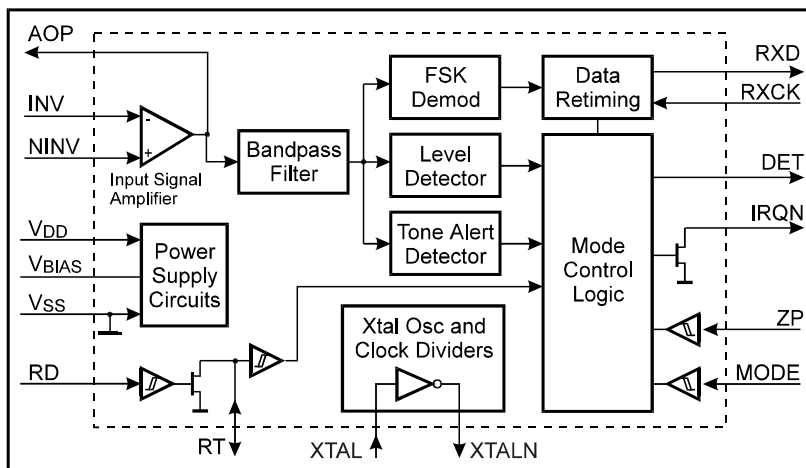 AOP
INV
NINV
-
+
Input Signal
Amplifier
Bandpass
Filter
FSK
Demod
Level
Detector
Tone Alert
Detector
Data
Retiming
Mode
Control
Logic
RXD
RXCK
DET
IRQN
ZP
MODE
VDD
VBIAS
VSS
Power
Supply
Circuits
RD
RT
Xtal Osc and
Clock Dividers
XTAL
XTALN